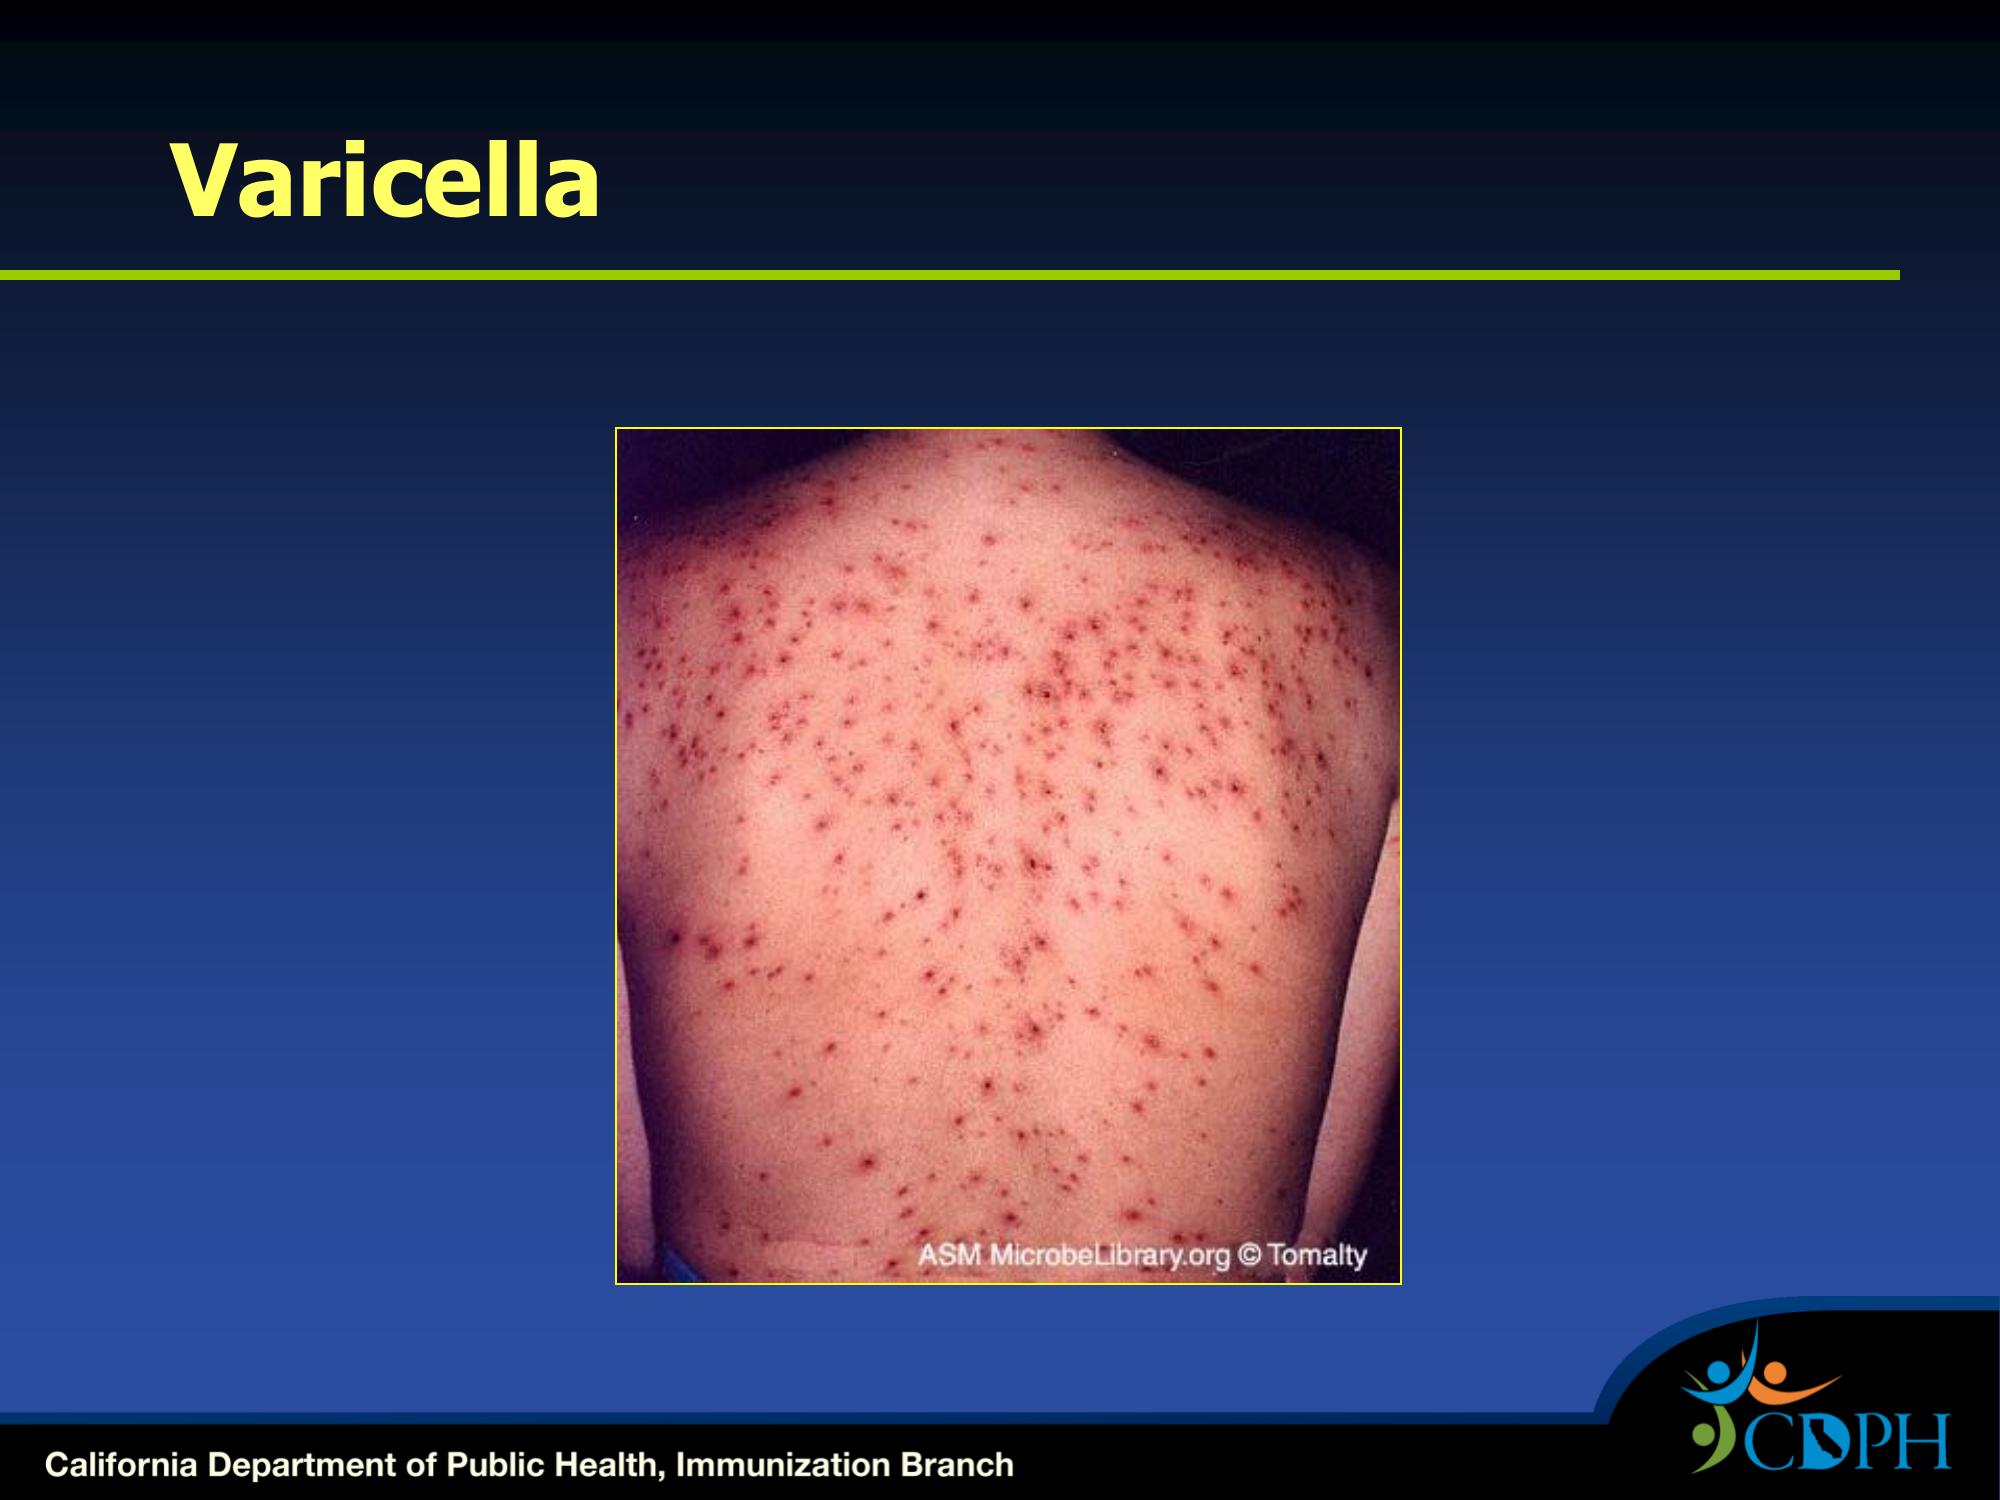 Varicella
ASM MicrobeLibrary.org © Tomalty
California Department of Public Health, Immunization Branch
CDPH